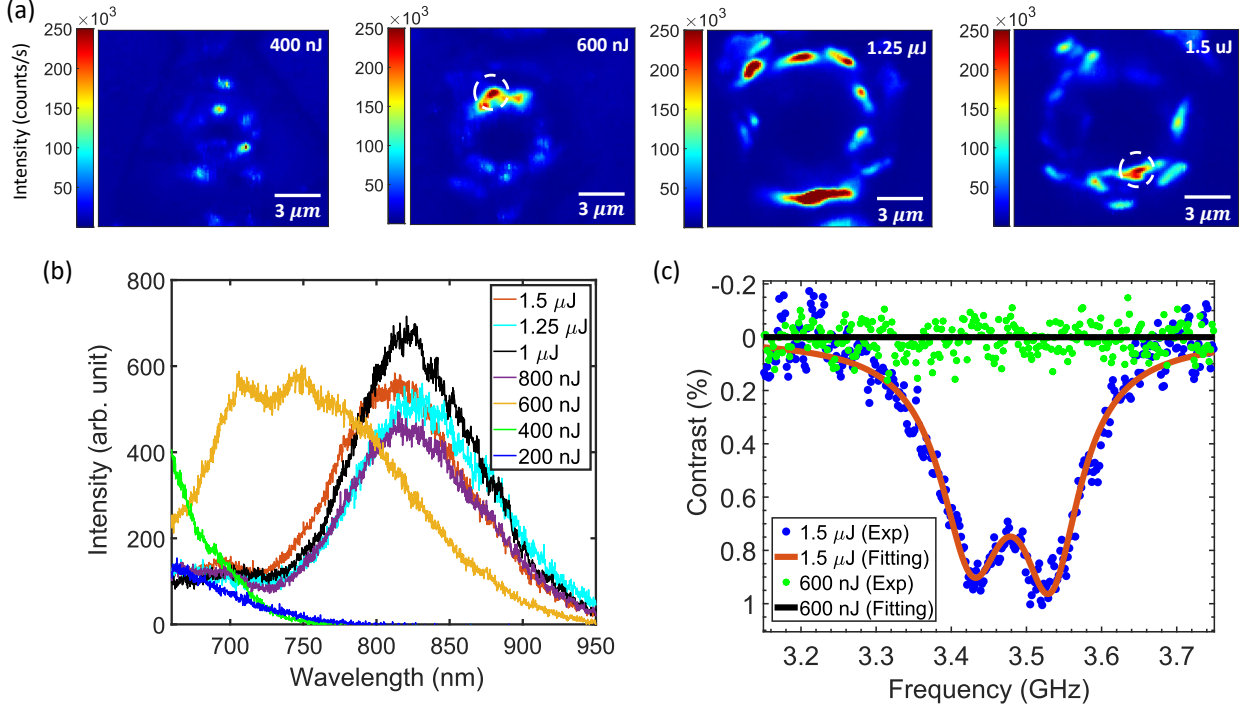 (a)
×10³ ×10³ ×10³ ×10³
Intensity (counts/s)
250 200 150 100 50
400 nJ
3 μm
250 200 150 100 50
600 nJ
3 μm
250 200 150 100 50
1.25 μJ
3 μm
250 200 150 100 50
1.5 uJ
3 μm
(b)
Intensity (arb. unit)
800
600
400
200
0
1.5 μJ
1.25 μJ
1 μJ
800 nJ
600 nJ
400 nJ
200 nJ
700 750 800 850 900 950
Wavelength (nm)
(c)
Contrast (%)
-0.2
0
0.2
0.4
0.6
0.8
1
1.5 μJ (Exp)
1.5 μJ (Fitting)
600 nJ (Exp)
600 nJ (Fitting)
3.2 3.3 3.4 3.5 3.6 3.7
Frequency (GHz)